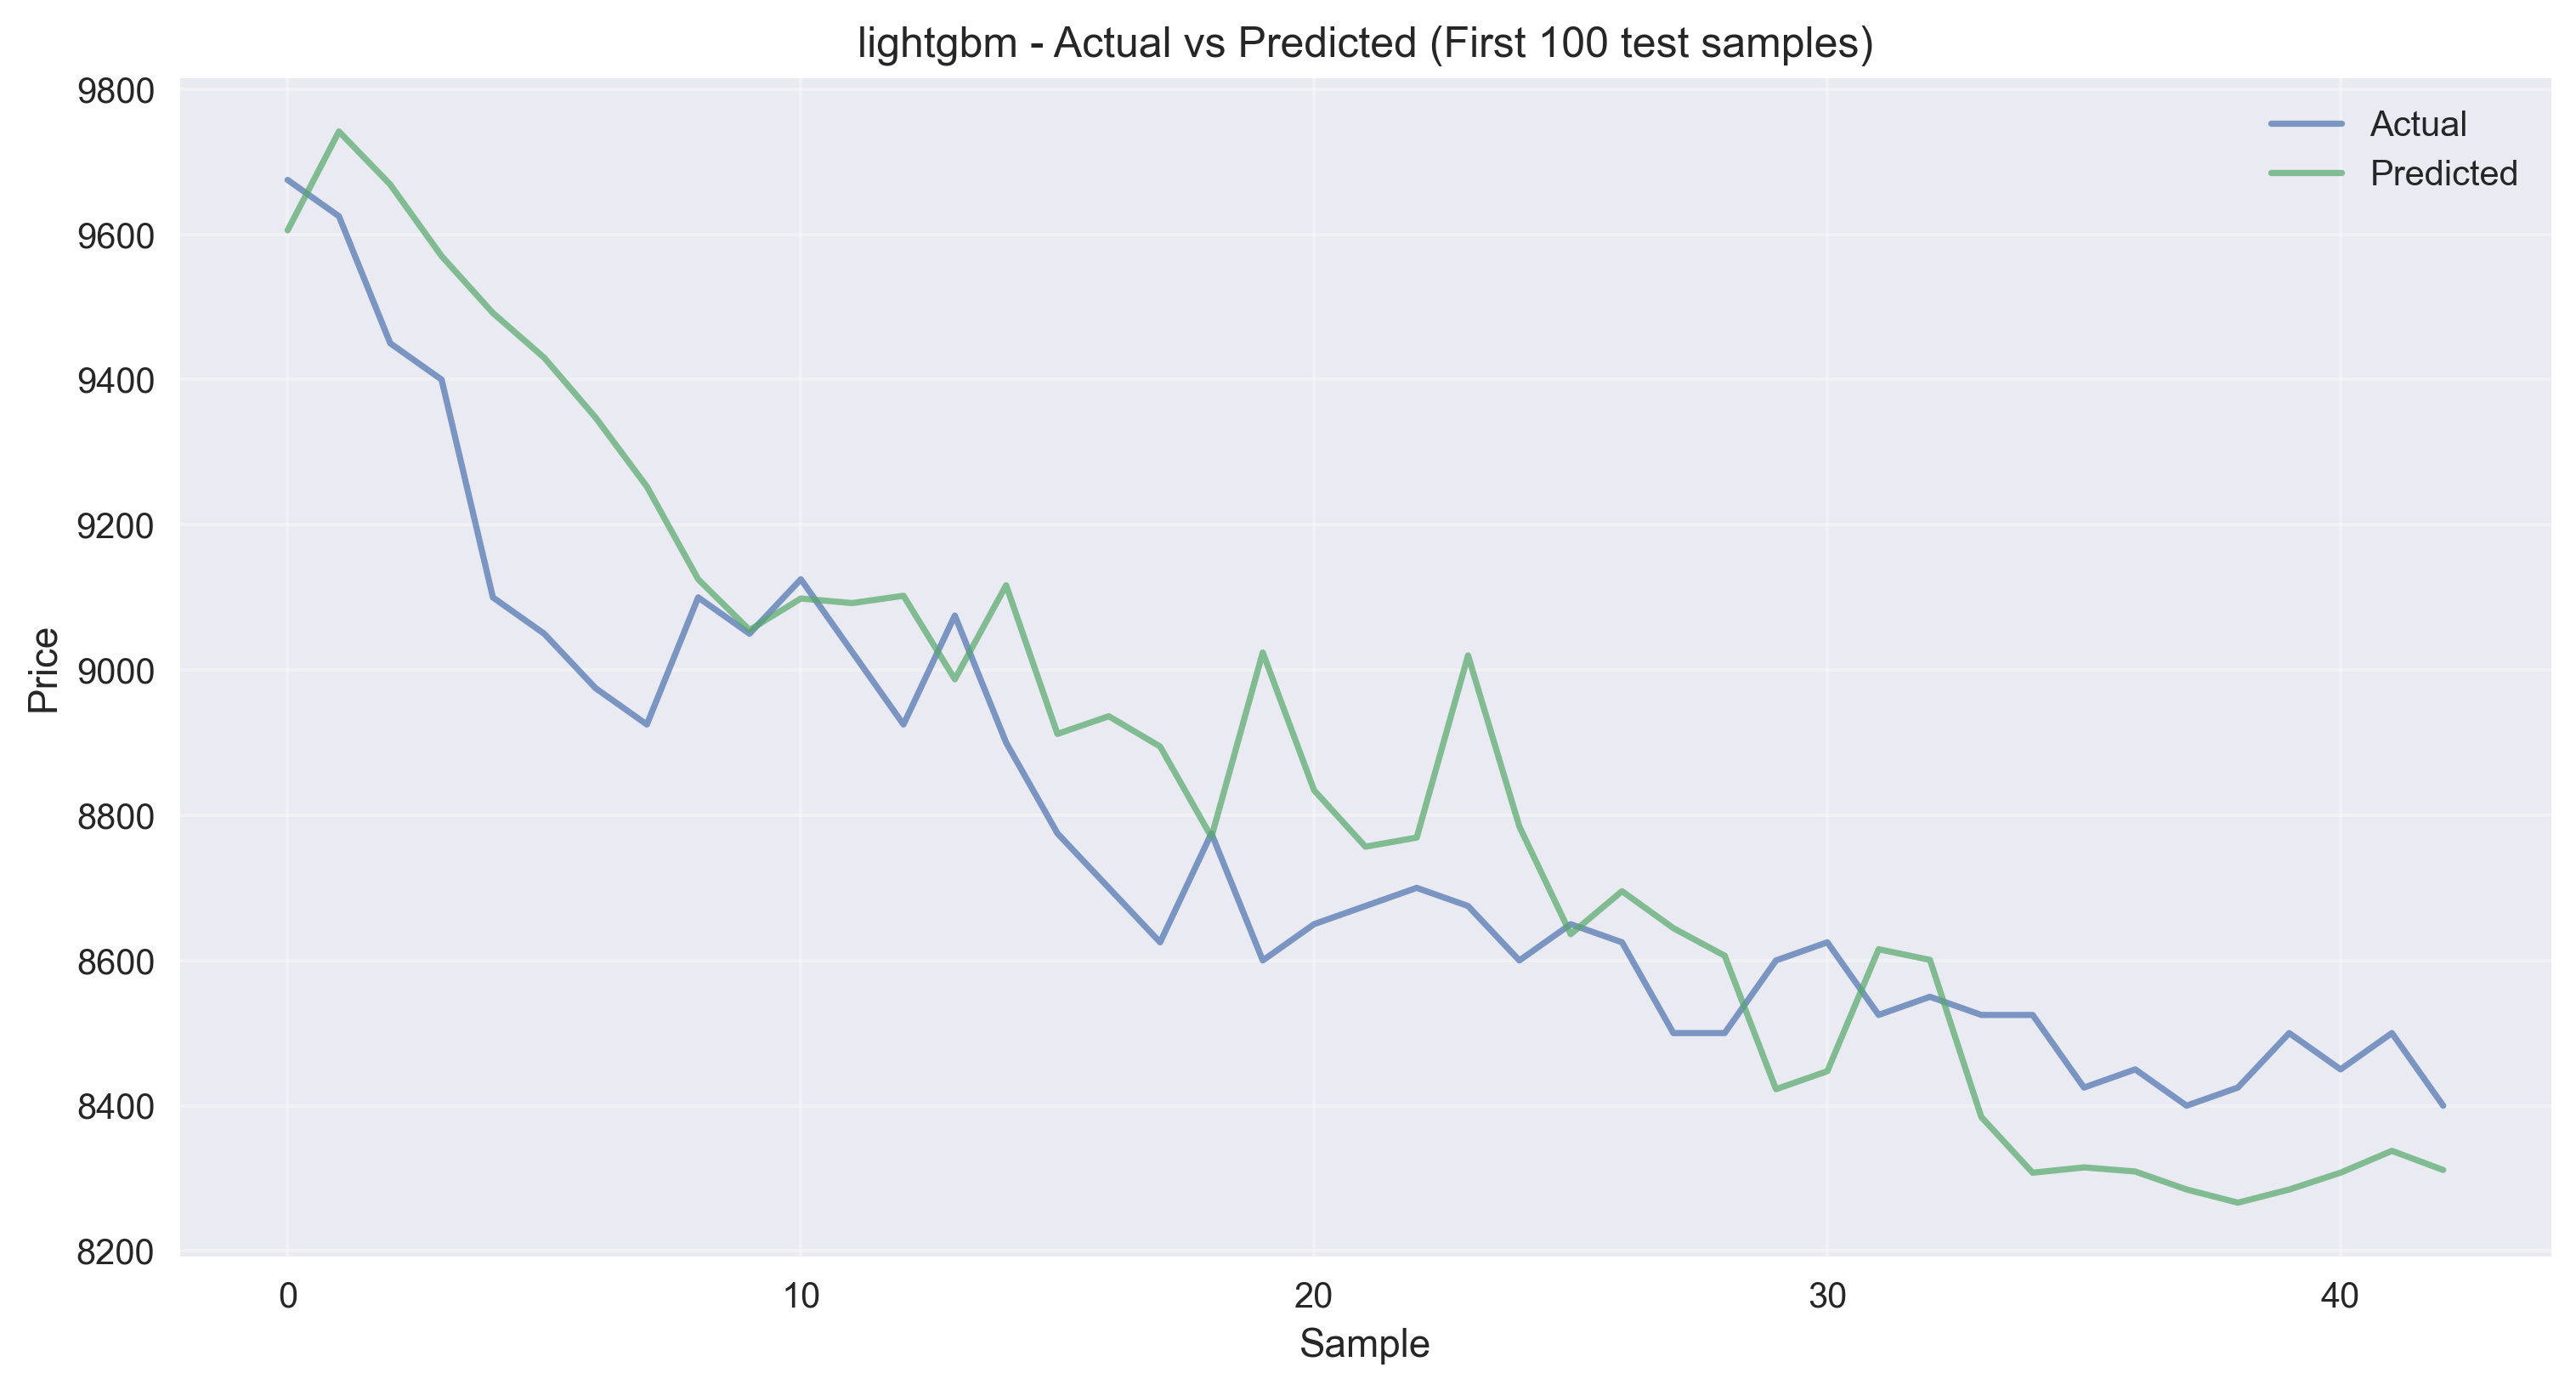 lightgbm - Actual vs Predicted (First 100 test samples)
Actual
Predicted
9800
9600
9400
9200
9000
8800
8600
8400
8200
Price
0 10 20 30 40
Sample